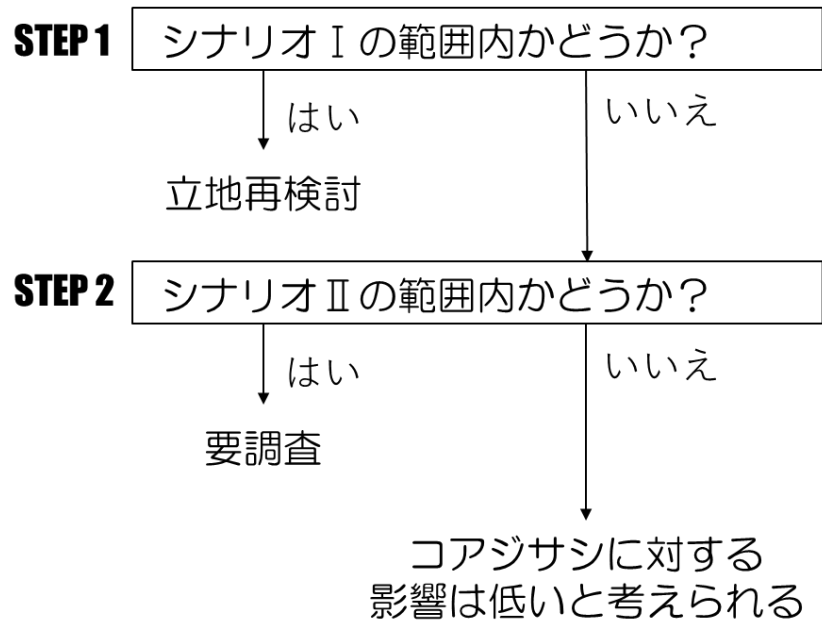 STEP 1 シナリオⅠの範囲内かどうか？
はい いいえ
立地再検討
STEP 2 シナリオⅡの範囲内かどうか？
はい いいえ
要調査
コアジサシに対する
影響は低いと考えられる